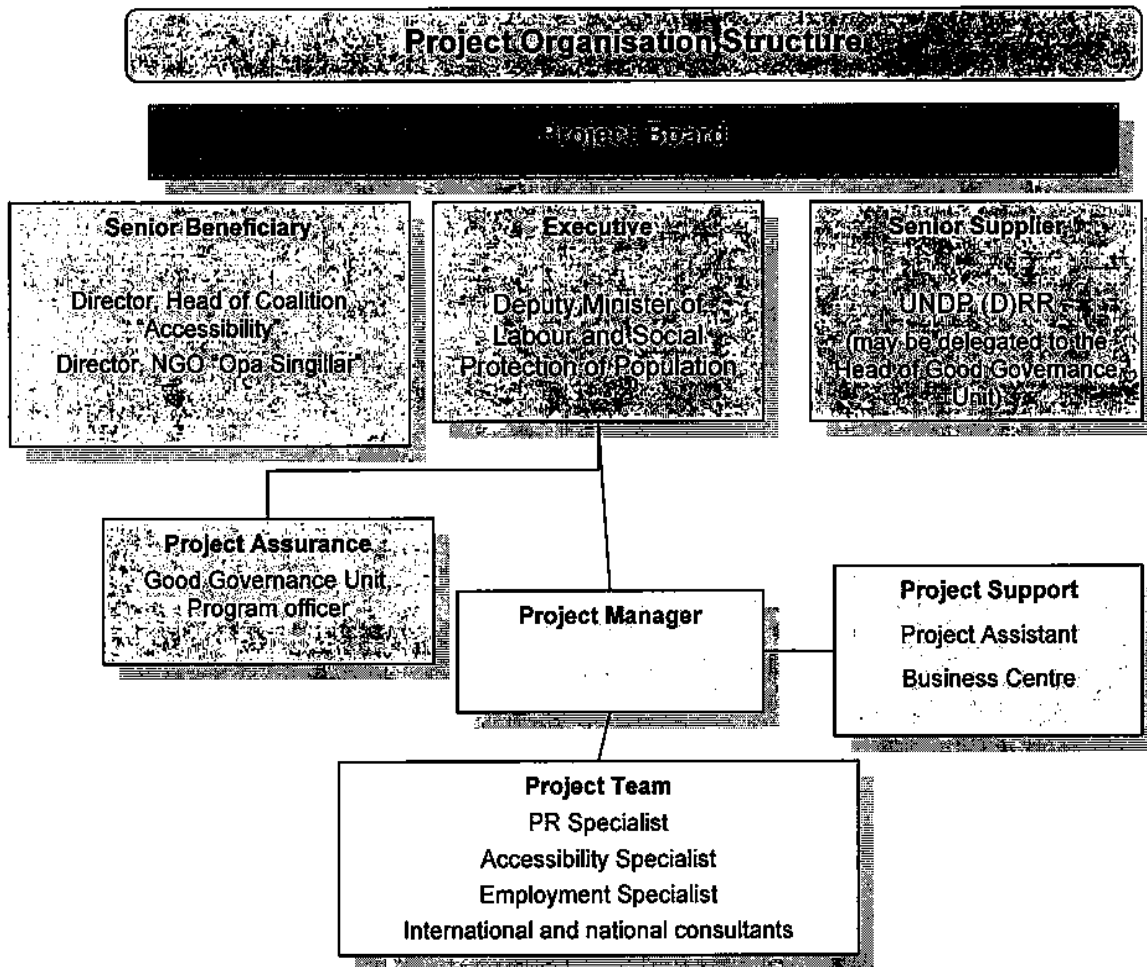 Project Organisation Structure
Project Board
Senior Beneficiary
Director, Head of Coalition
"Accessibility"
Director, NGO "Opa Singillar"
Executive
Deputy Minister of
Labour and Social
Protection of Population
Senior Supplier
UNDP (D)RR
(may be delegated to the
Head of Good Governance
Unit)
Project Assurance
Good Governance Unit
Program officer
Project Manager
Project Support
Project Assistant
Business Centre
Project Team
PR Specialist
Accessibility Specialist
Employment Specialist
International and national consultants